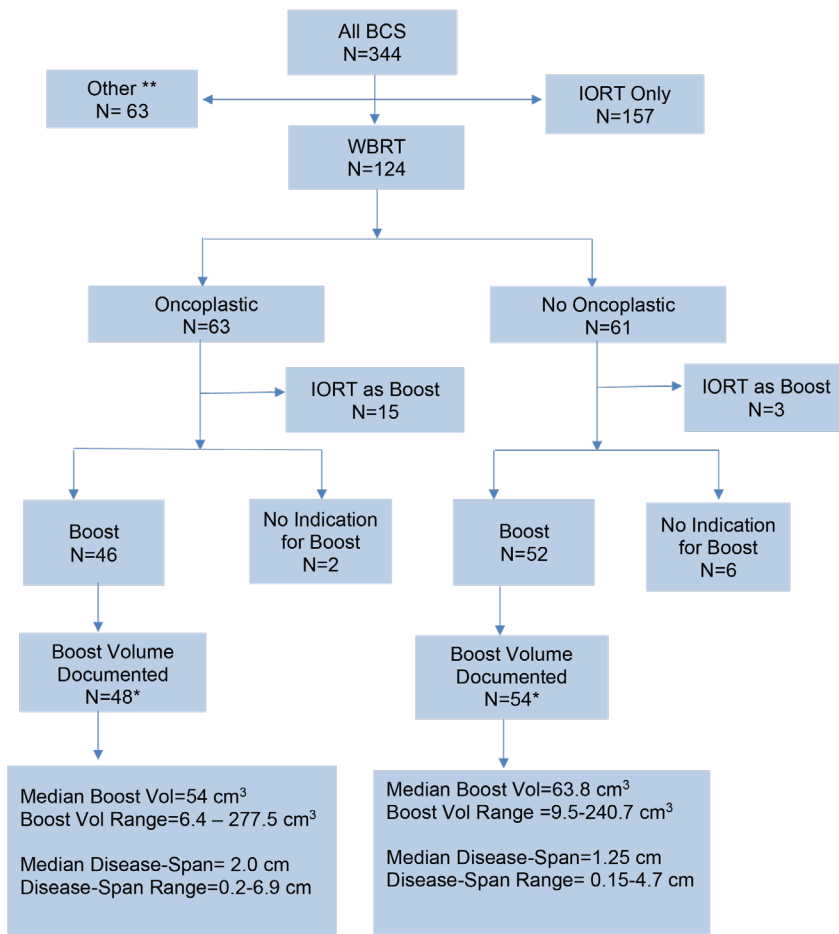 All BCS
N=344
Other **
N= 63
IORT Only
N=157
WBRT
N=124
Oncoplastic
N=63
No Oncoplastic
N=61
IORT as Boost
N=15
IORT as Boost
N=3
Boost
N=46
No Indication
for Boost
N=2
Boost
N=52
No Indication
for Boost
N=6
Boost Volume
Documented
N=48*
Boost Volume
Documented
N=54*
Median Boost Vol=54 cm³
Boost Vol Range=6.4 – 277.5 cm³
Median Disease-Span= 2.0 cm
Disease-Span Range=0.2-6.9 cm
Median Boost Vol=63.8 cm³
Boost Vol Range =9.5-240.7 cm³
Median Disease-Span=1.25 cm
Disease-Span Range= 0.15-4.7 cm